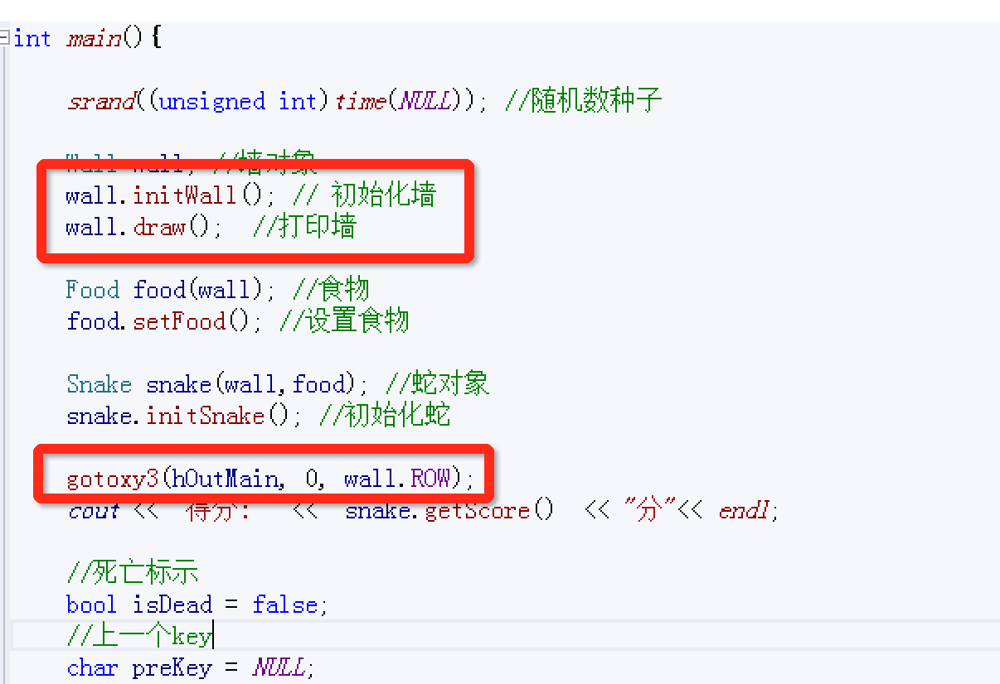 int main(){
srand((unsigned int)time(NULL)); //随机数种子
Wall wall; //墙对象
wall.initWall(); // 初始化墙
wall.draw();  //打印墙
Food food(wall); //食物
food.setFood(); //设置食物
Snake snake(wall,food); //蛇对象
snake.initSnake(); //初始化蛇
gotoxy3(hOutMain, 0, wall.ROW);
cout << 得分: << snake.getScore()  << "分"<< endl;
//死亡标示
bool isDead = false;
//上一个key
char preKey = NULL;